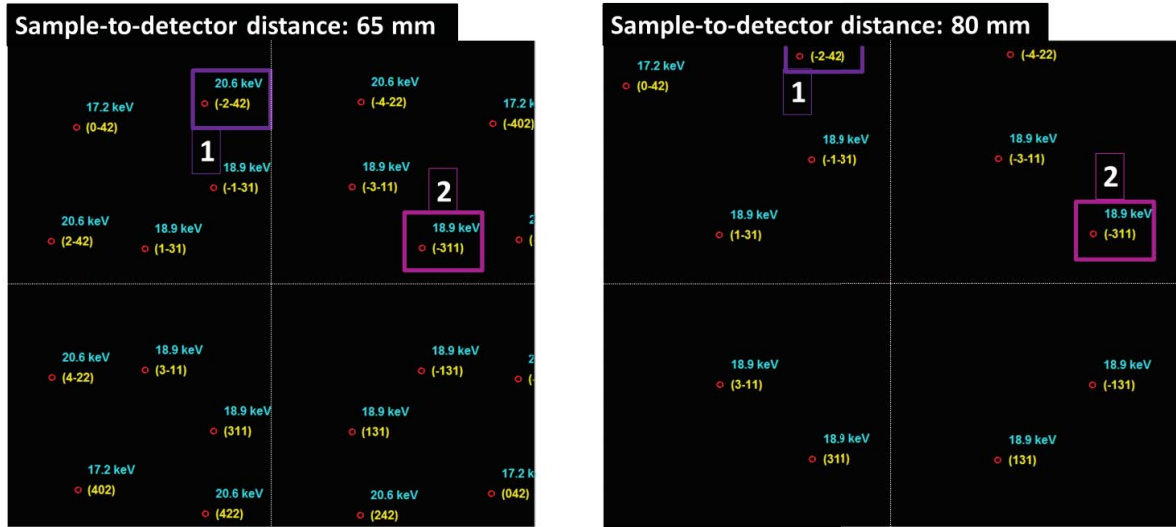 Sample-to-detector distance: 65 mm
20.6 keV
(-2-42)
20.6 keV
(-4-22)
17.2 keV
(0-42)
17.2 k
(-402)
1
18.9 keV
(-1-31)
18.9 keV
(-3-11)
2
20.6 keV
(2-42)
18.9 keV
(1-31)
18.9 keV
(-311)
2
(-
20.6 keV
(4-22)
18.9 keV
(3-11)
18.9 keV
(-131)
2
(-
18.9 keV
(311)
18.9 keV
(131)
17.2 keV
(402)
20.6 keV
(422)
20.6 keV
(242)
17.2 k
(042)
Sample-to-detector distance: 80 mm
(-2-42)
(-4-22)
17.2 keV
(0-42)
1
18.9 keV
(-1-31)
18.9 keV
(-3-11)
2
18.9 keV
(1-31)
18.9 keV
(-311)
18.9 keV
(3-11)
18.9 keV
(-131)
18.9 keV
(311)
18.9 keV
(131)